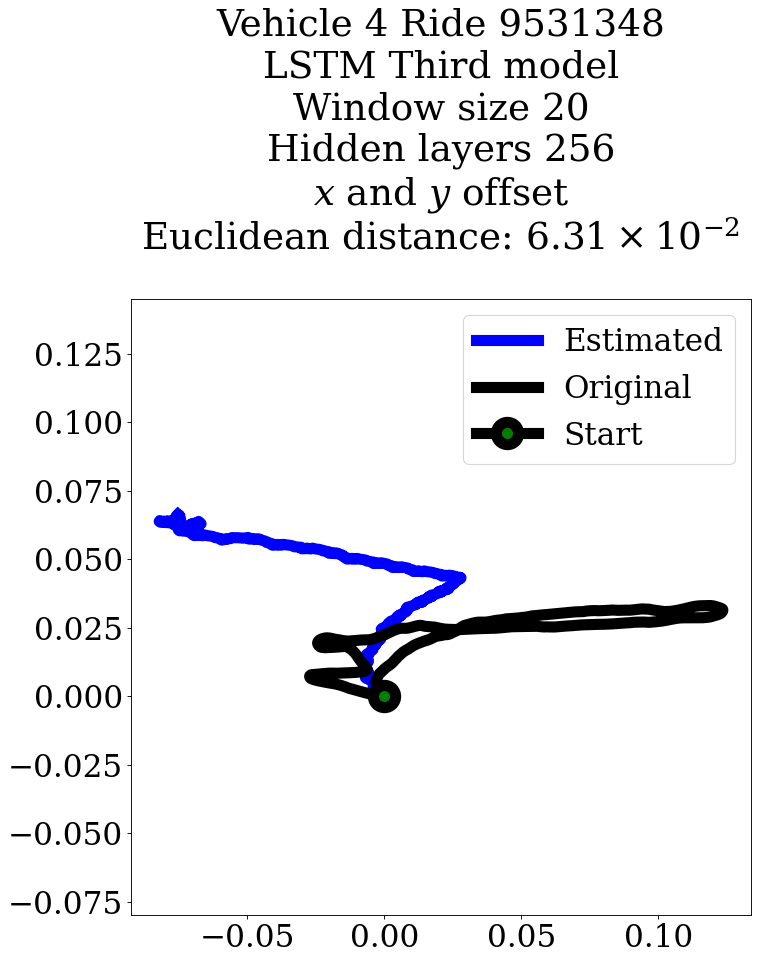 Vehicle 4 Ride 9531348
LSTM Third model
Window size 20
Hidden layers 256
x and y offset
Euclidean distance: 6.31 × 10⁻²
Estimated
Original
Start
0.125
0.100
0.075
0.050
0.025
0.000
−0.025
−0.050
−0.075
−0.05 0.00 0.05 0.10